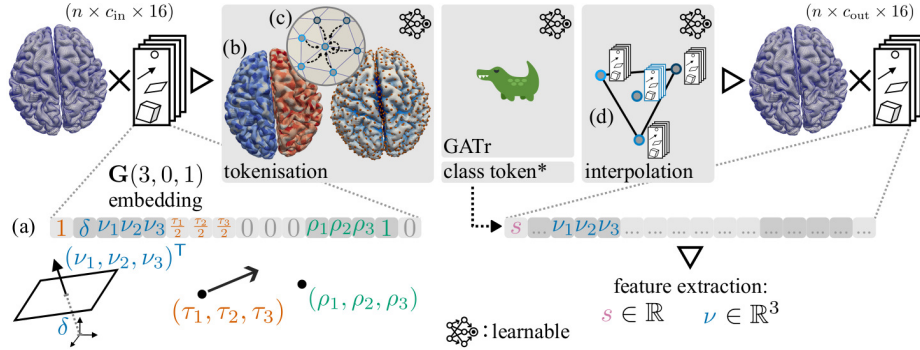 (n × c_in × 16)
(c)
(n × c_out × 16)
(b)
(d)
GATr
G(3, 0, 1)
embedding
tokenisation
class token*
interpolation
(a)
1 δ ν₁ ν₂ ν₃ τ₁/2 τ₂/2 τ₃/2 0 0 0 ρ₁ ρ₂ ρ₃ 1 0
s ... ν₁ ν₂ ν₃ ... ... ... ... ... ... ... ... ... ... ...
(ν₁, ν₂, ν₃)ᵀ
δ
(τ₁, τ₂, τ₃)
(ρ₁, ρ₂, ρ₃)
: learnable
feature extraction:
s ∈ ℝ ν ∈ ℝ³